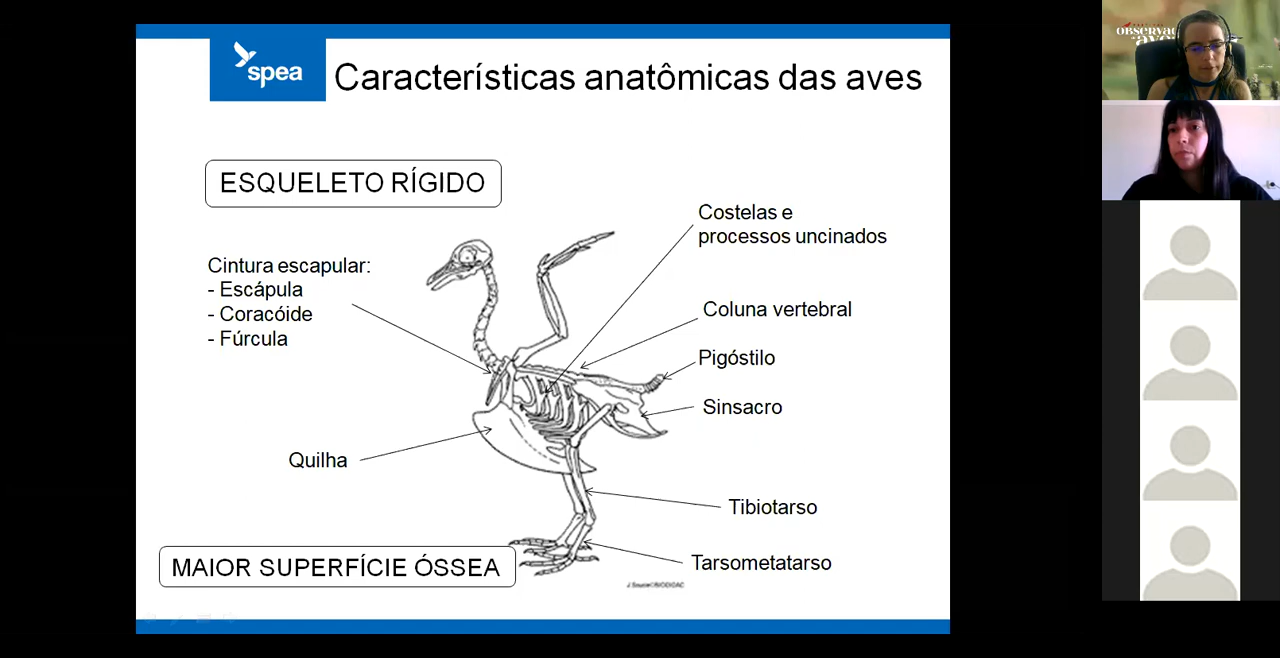 spea
Características anatômicas das aves
ESQUELETO RÍGIDO
Costelas e
processos uncinados
Cintura escapular:
- Escápula
- Coracóide
- Fúrcula
Coluna vertebral
Pigóstilo
Sinsacro
Quilha
Tibiotarso
Tarsometatarso
MAIOR SUPERFÍCIE ÓSSEA